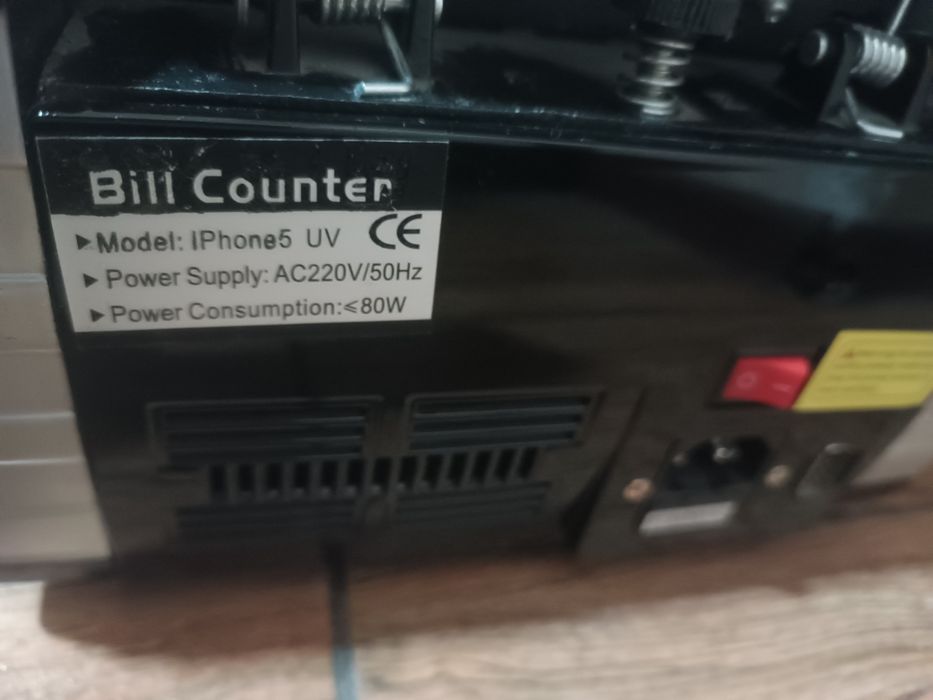 Bill Counter
▶Model: IPhone5 UV CE
▶Power Supply: AC220V/50Hz
▶Power Consumption:≤80W